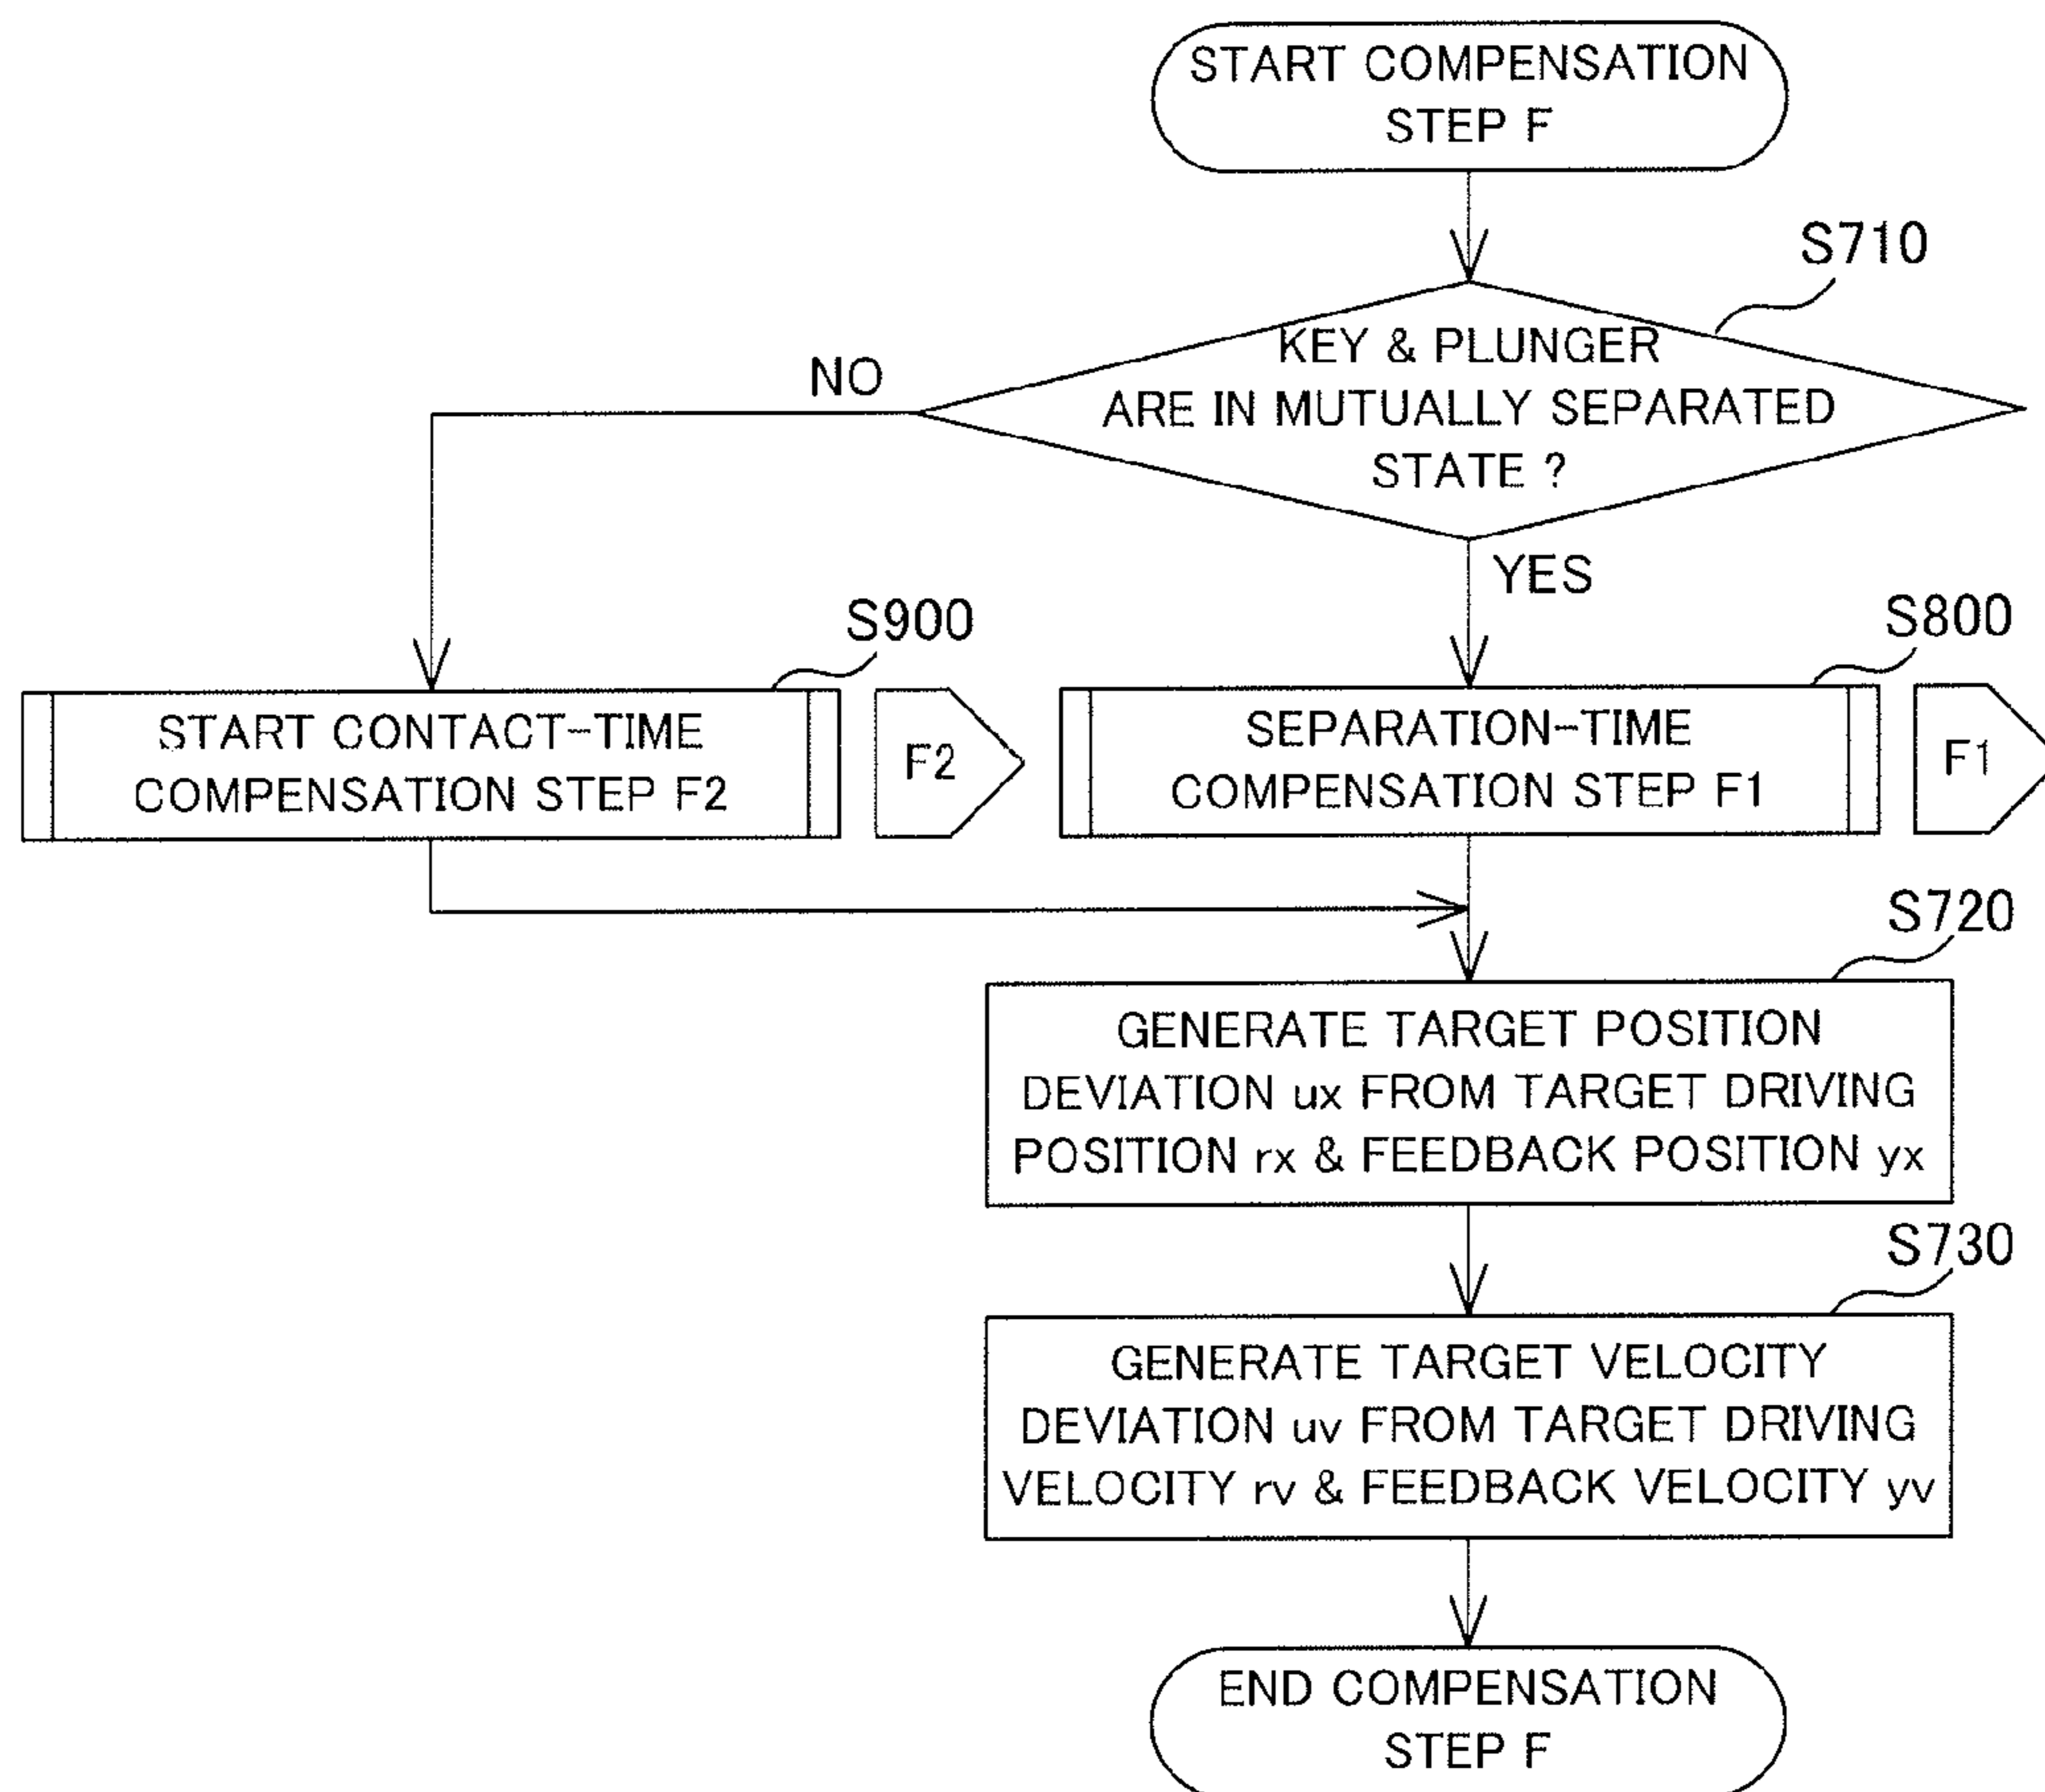 START COMPENSATION
STEP F
S710
KEY & PLUNGER
ARE IN MUTUALLY SEPARATED
STATE ?
NO
YES
S900
START CONTACT-TIME
COMPENSATION STEP F2
F2
S800
SEPARATION-TIME
COMPENSATION STEP F1
F1
S720
GENERATE TARGET POSITION
DEVIATION ux FROM TARGET DRIVING
POSITION rx & FEEDBACK POSITION yx
S730
GENERATE TARGET VELOCITY
DEVIATION uv FROM TARGET DRIVING
VELOCITY rv & FEEDBACK VELOCITY yv
END COMPENSATION
STEP F